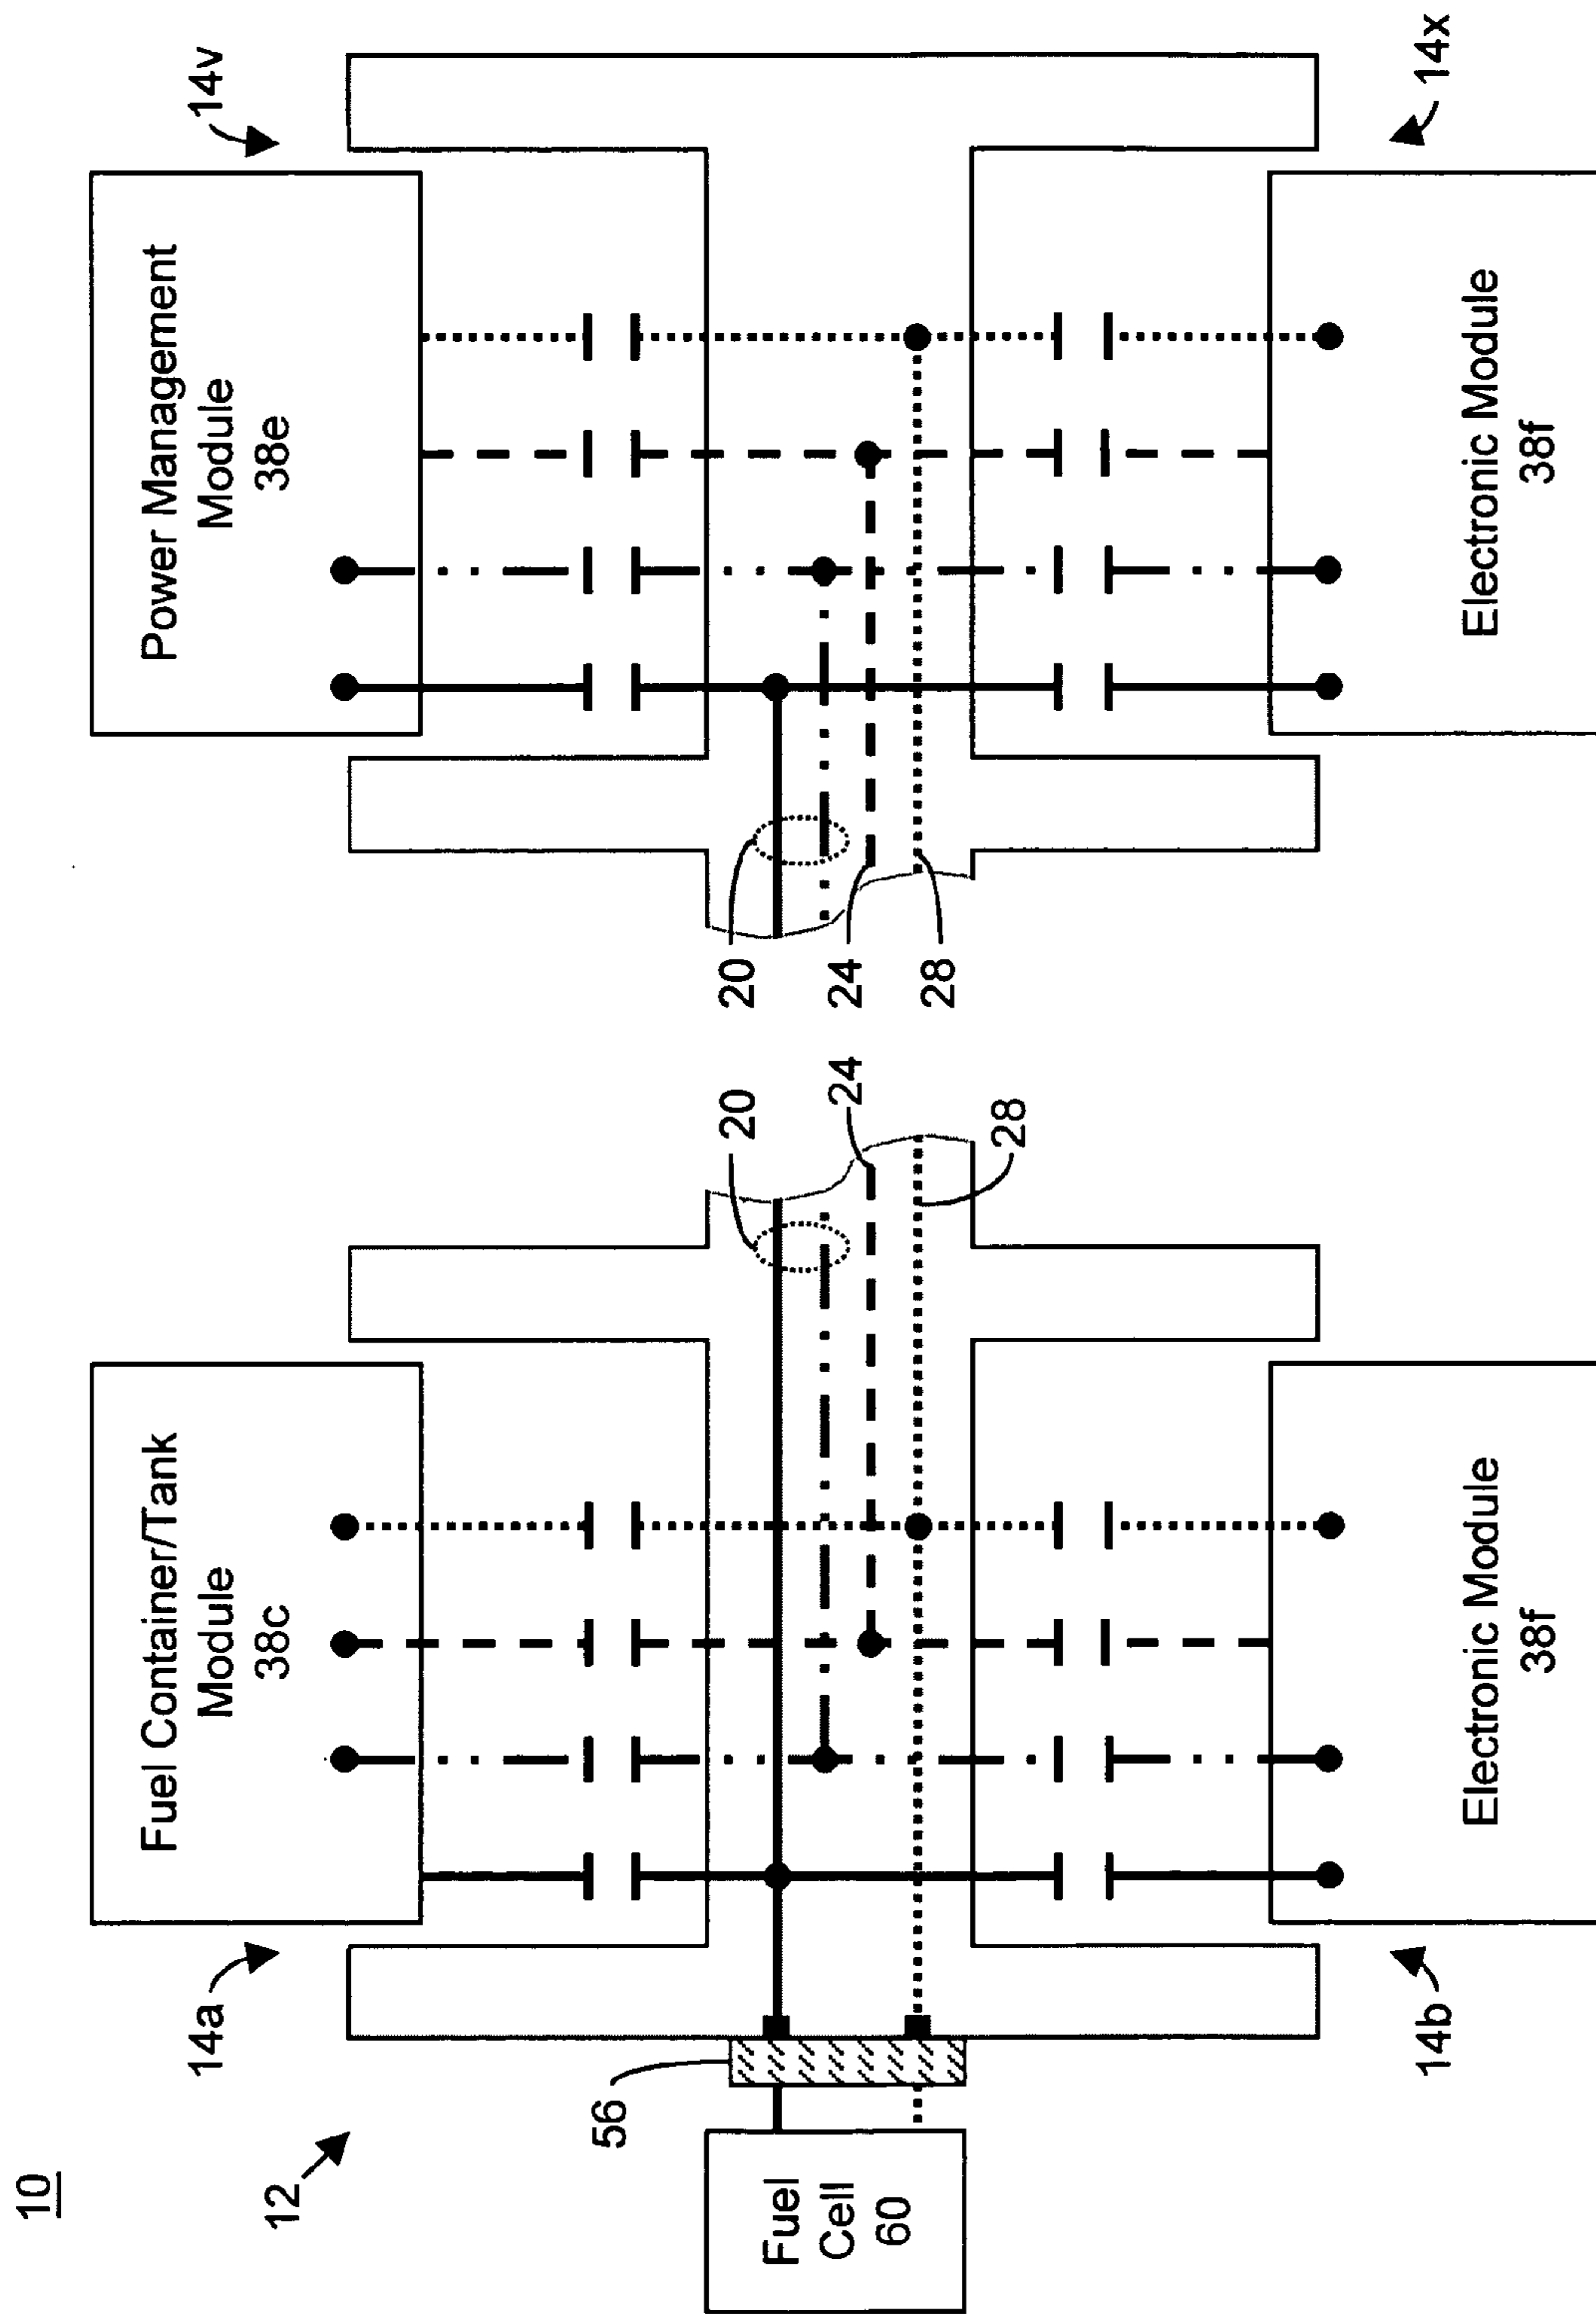 10
12
14a
14v
Fuel Container/Tank
Module
38c
Power Management
Module
38e
56
20
24
28
20
24
28
Fuel
Cell
60
14b
14x
Electronic Module
38f
Electronic Module
38f